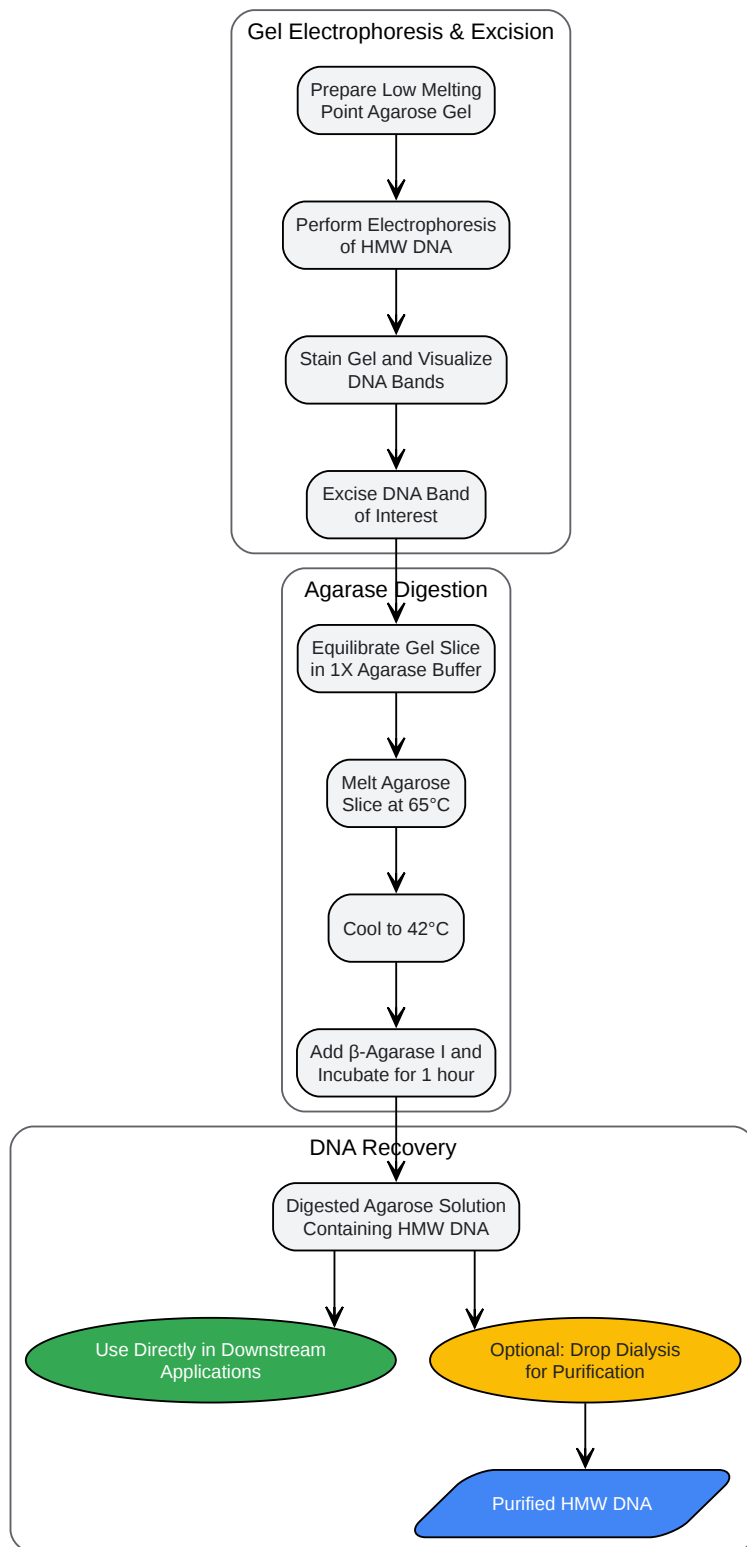 Gel Electrophoresis & Excision
Prepare Low Melting
Point Agarose Gel
Perform Electrophoresis
of HMW DNA
Stain Gel and Visualize
DNA Bands
Excise DNA Band
of Interest
Agarase Digestion
Equilibrate Gel Slice
in 1X Agarase Buffer
Melt Agarose
Slice at 65°C
Cool to 42°C
Add β-Agarase I and
Incubate for 1 hour
DNA Recovery
Digested Agarose Solution
Containing HMW DNA
Use Directly in Downstream
Applications
Optional: Drop Dialysis
for Purification
Purified HMW DNA